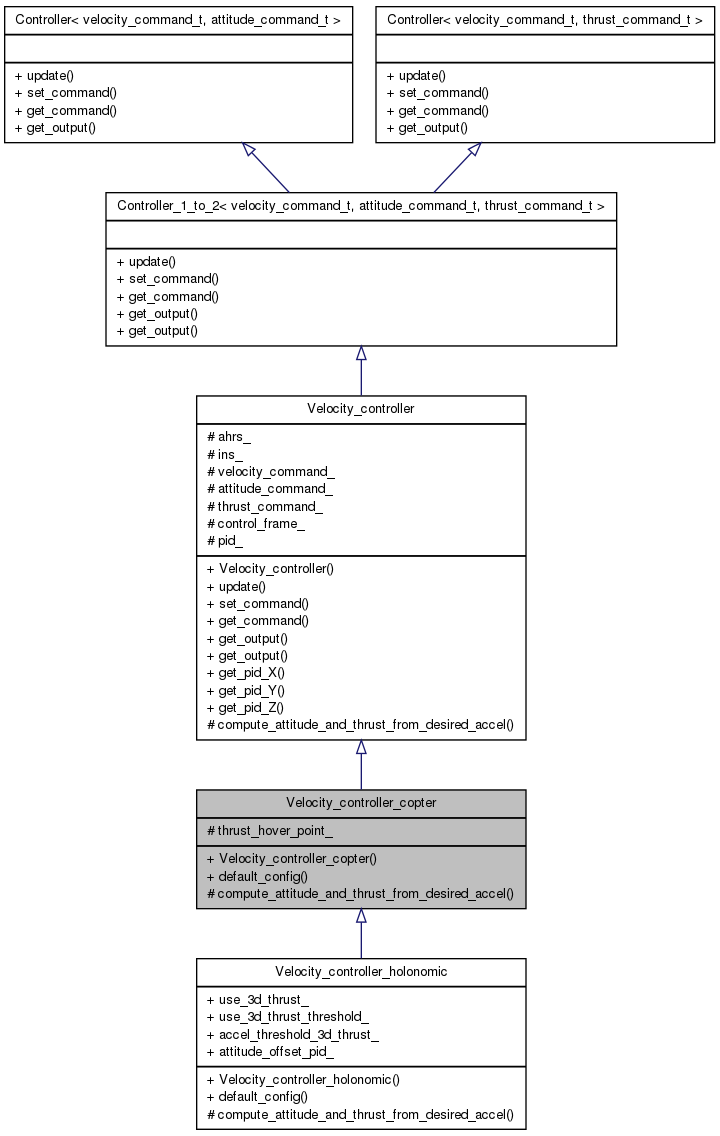 Controller< velocity_command_t, attitude_command_t >
+ update()
+ set_command()
+ get_command()
+ get_output()
Controller< velocity_command_t, thrust_command_t >
+ update()
+ set_command()
+ get_command()
+ get_output()
Controller_1_to_2< velocity_command_t, attitude_command_t, thrust_command_t >
+ update()
+ set_command()
+ get_command()
+ get_output()
+ get_output()
Velocity_controller
# ahrs_
# ins_
# velocity_command_
# attitude_command_
# thrust_command_
# control_frame_
# pid_
+ Velocity_controller()
+ update()
+ set_command()
+ get_command()
+ get_output()
+ get_output()
+ get_pid_X()
+ get_pid_Y()
+ get_pid_Z()
# compute_attitude_and_thrust_from_desired_accel()
Velocity_controller_copter
# thrust_hover_point_
+ Velocity_controller_copter()
+ default_config()
# compute_attitude_and_thrust_from_desired_accel()
Velocity_controller_holonomic
+ use_3d_thrust_
+ use_3d_thrust_threshold_
+ accel_threshold_3d_thrust_
+ attitude_offset_pid_
+ Velocity_controller_holonomic()
+ default_config()
# compute_attitude_and_thrust_from_desired_accel()